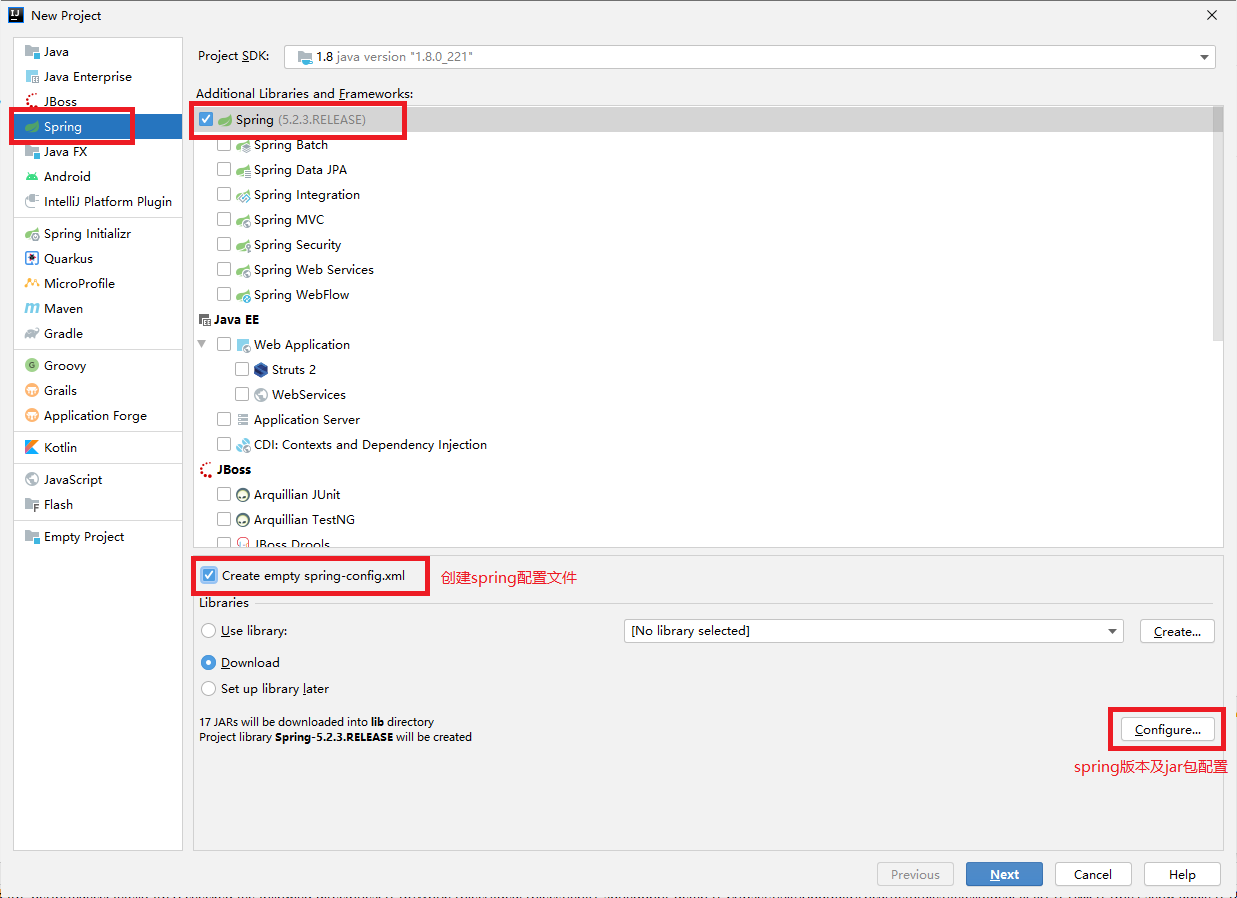 New Project
Java
Java Enterprise
JBoss
Spring
Java FX
Android
IntelliJ Platform Plugin
Spring Initializr
Quarkus
MicroProfile
Maven
Gradle
Groovy
Grails
Application Forge
Kotlin
JavaScript
Flash
Empty Project
Project SDK: 1.8 java version "1.8.0_221"
Additional Libraries and Frameworks:
Spring (5.2.3.RELEASE)
Spring Batch
Spring Data JPA
Spring Integration
Spring MVC
Spring Security
Spring Web Services
Spring WebFlow
Java EE
Web Application
Struts 2
WebServices
Application Server
CDI: Contexts and Dependency Injection
JBoss
Arquillian JUnit
Arquillian TestNG
JBoss Drools
Create empty spring-config.xml 创建spring配置文件
Libraries
Use library: [No library selected] Create...
Download
Set up library later
17 JARs will be downloaded into lib directory
Project library Spring-5.2.3.RELEASE will be created
Configure...
spring版本及jar包配置
Previous Next Cancel Help